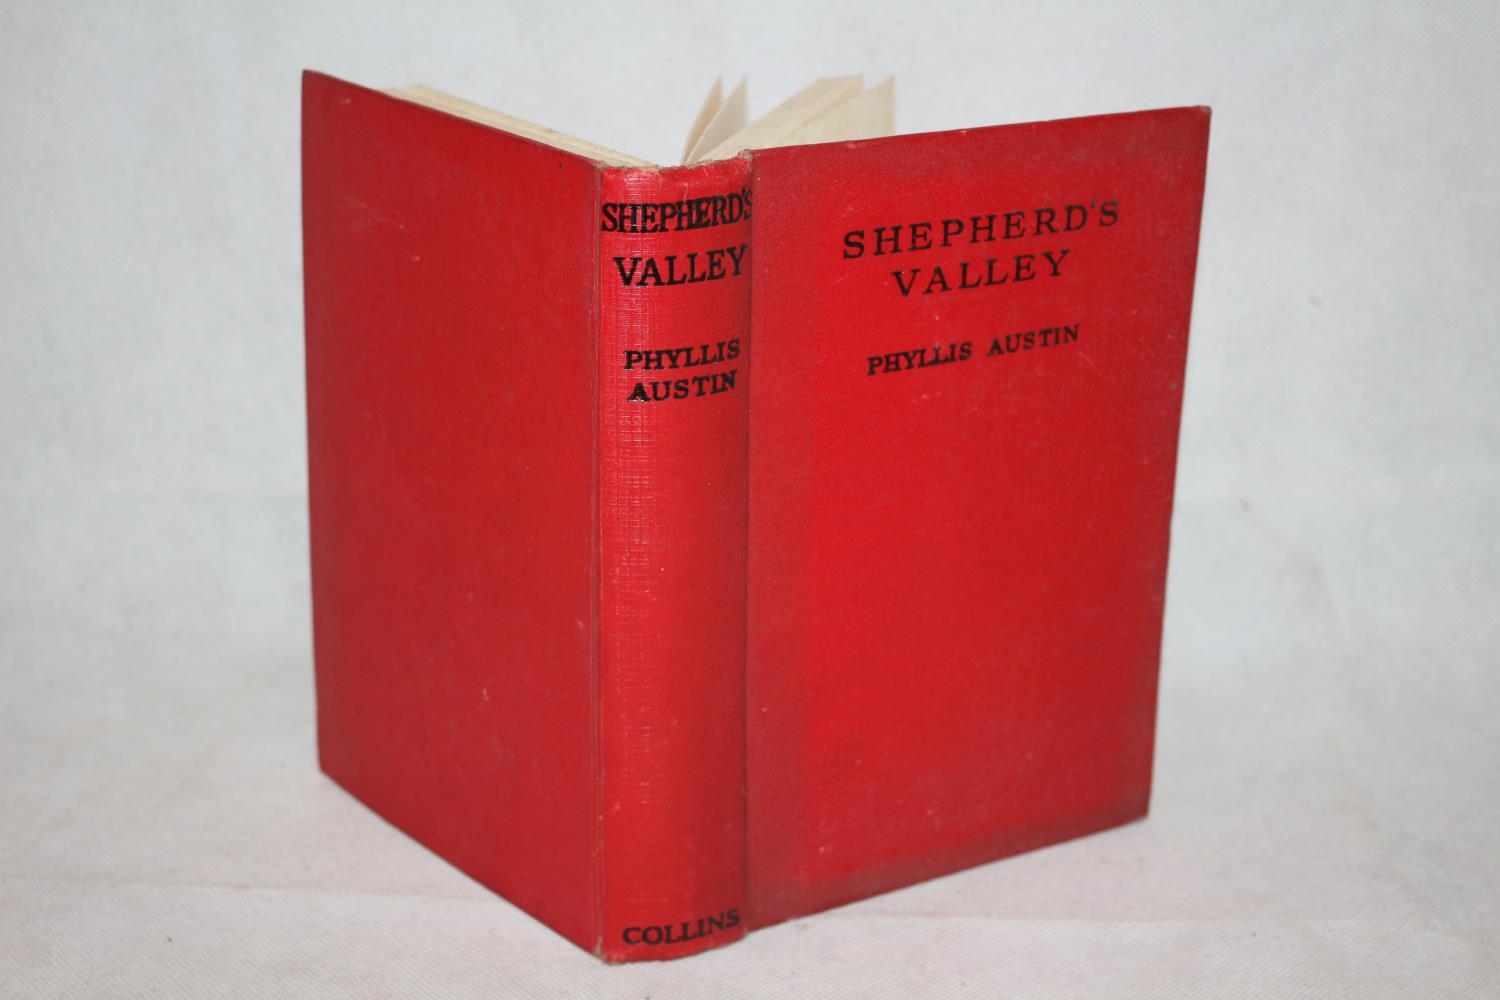 SHEPHERD'S
VALLEY
PHYLLIS
AUSTIN
COLLINS
SHEPHERD'S
VALLEY
PHYLLIS AUSTIN